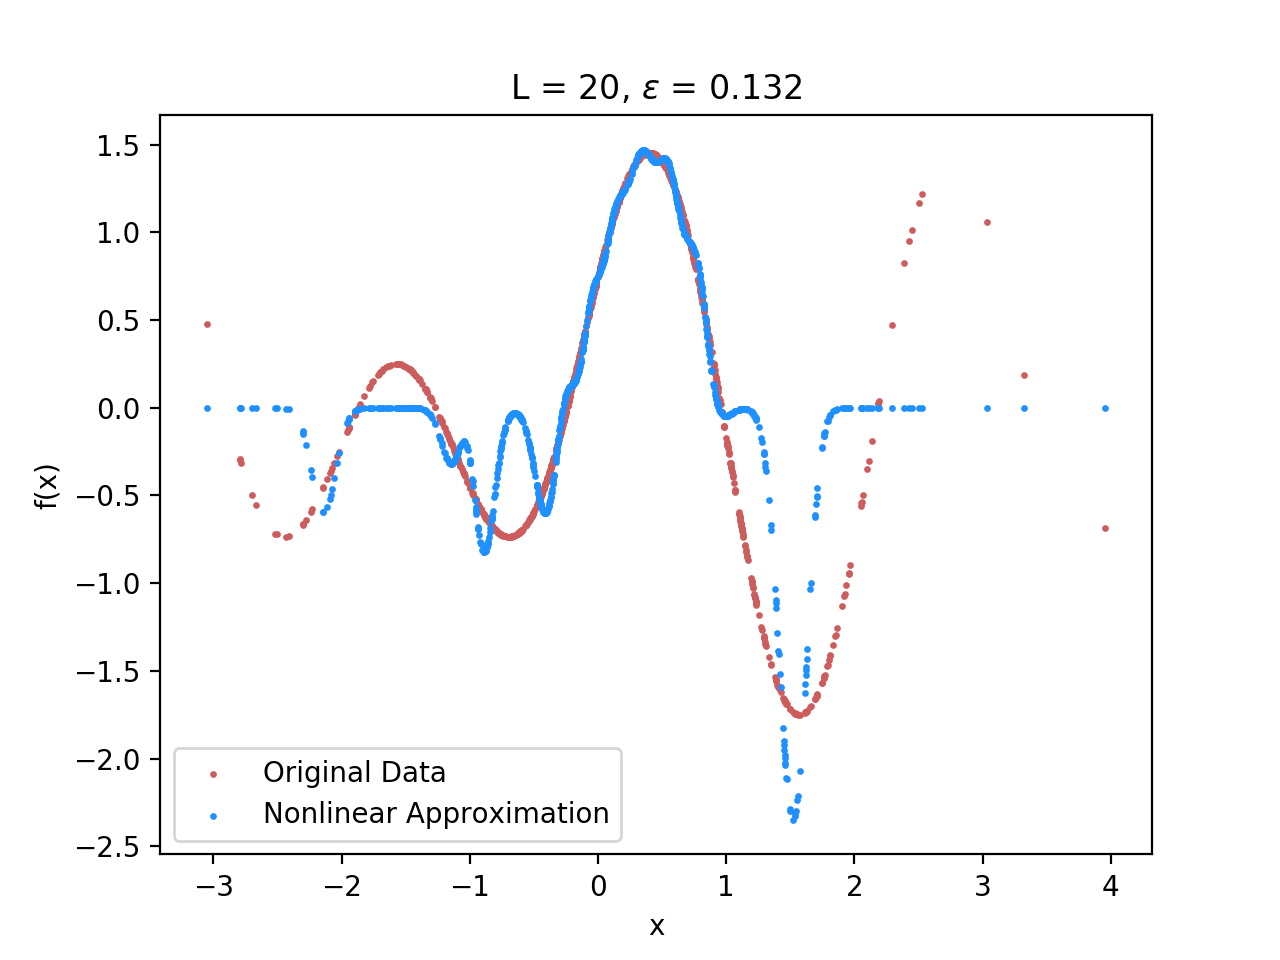 L = 20, ε = 0.132
1.5
1.0
0.5
0.0
−0.5
−1.0
−1.5
−2.0
−2.5
f(x)
Original Data
Nonlinear Approximation
−3 −2 −1 0 1 2 3 4
x